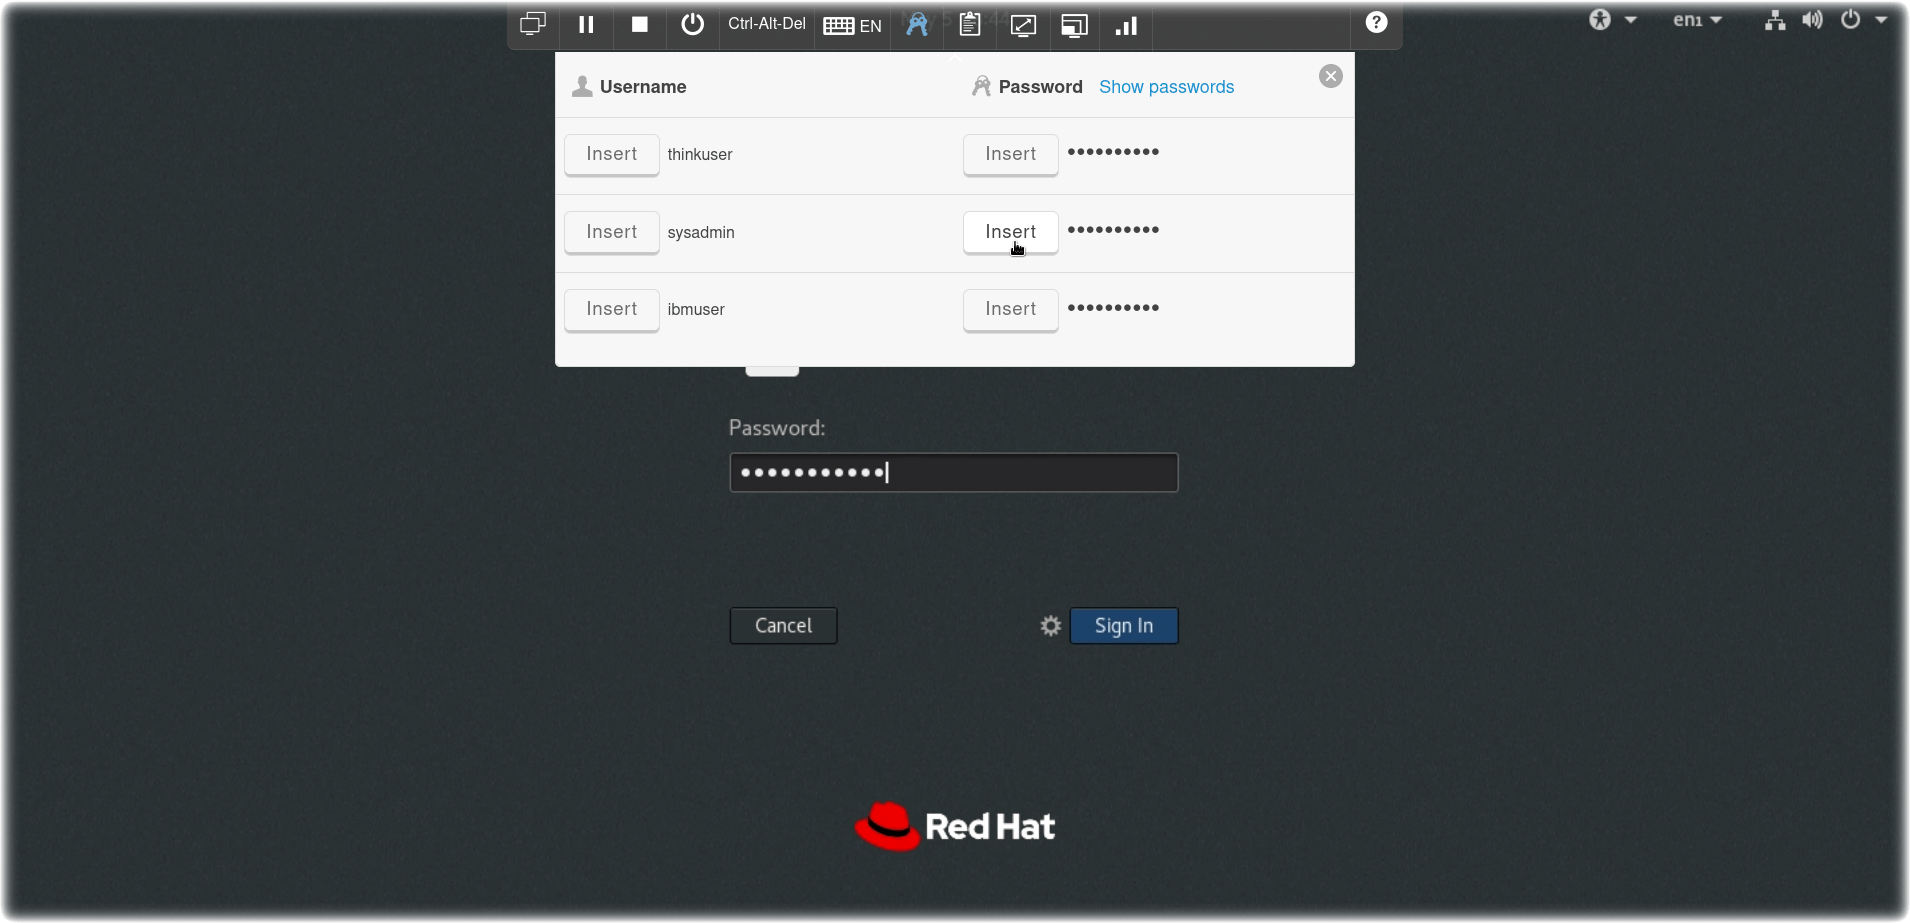 Ctrl-Alt-Del EN ?
en1
Username Password Show passwords
Insert thinkuser Insert ••••••••••
Insert sysadmin Insert ••••••••••
Insert ibmuser Insert ••••••••••
Password:
•••••••••••
Cancel Sign In
Red Hat